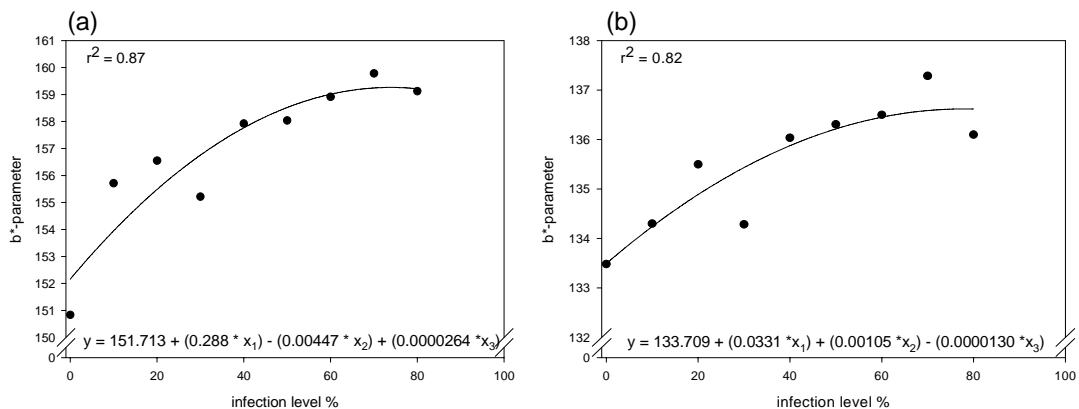 (a)
r² = 0.87
161
160
159
158
157
156
155
154
153
152
151
150
0
b*-parameter
y = 151.713 + (0.288 * x₁) - (0.00447 * x₂) + (0.0000264 *x₃)
0 20 40 60 80 100
infection level %
(b)
r² = 0.82
138
137
136
135
134
133
132
0
b*-parameter
y = 133.709 + (0.0331 *x₁) + (0.00105 *x₂) - (0.0000130 *x₃)
0 20 40 60 80 100
infection level %